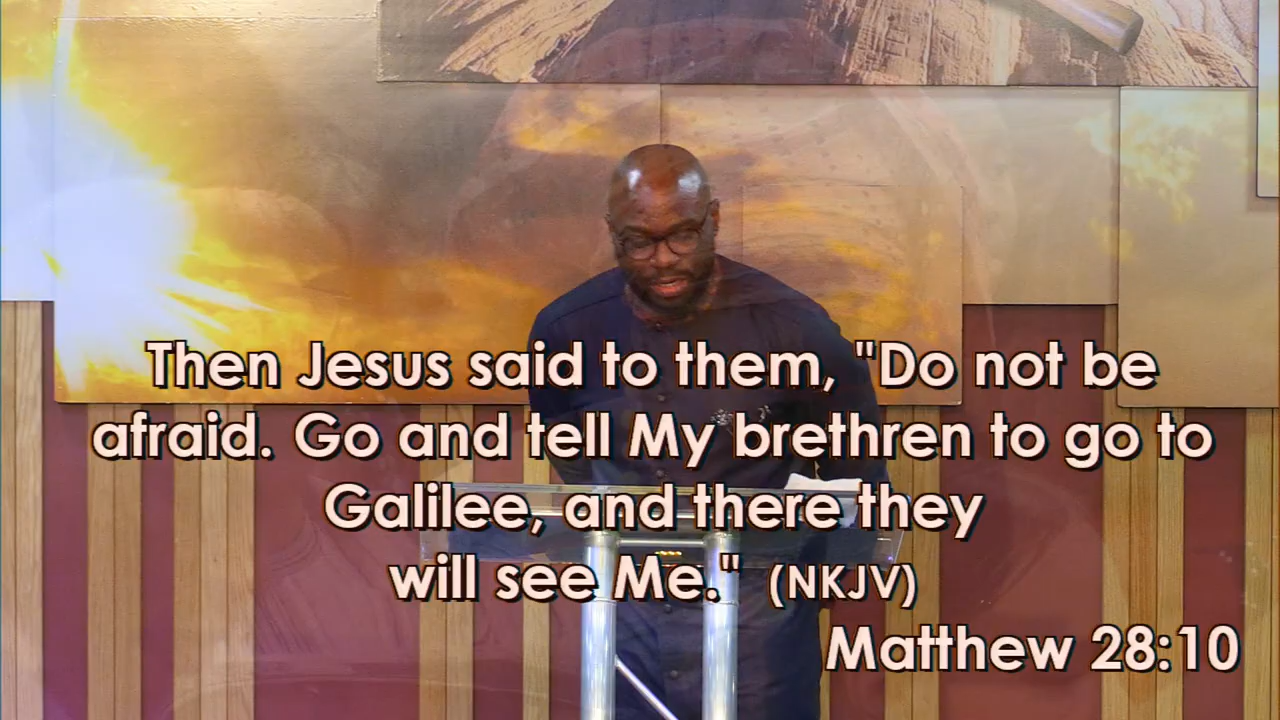 Then Jesus said to them, "Do not be
afraid. Go and tell My brethren to go to
Galilee, and there they
will see Me." (NKJV)
Matthew 28:10